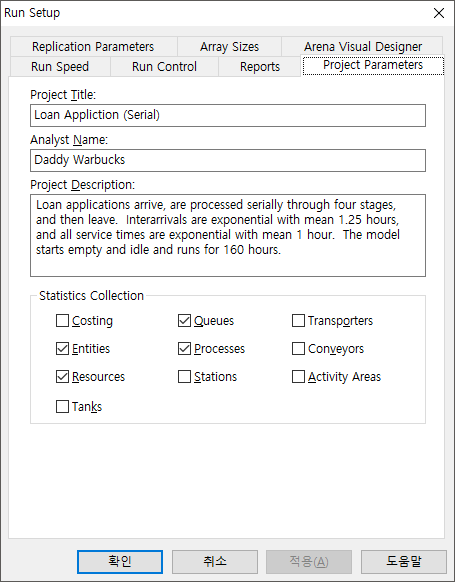 Run Setup
Replication Parameters
Array Sizes
Arena Visual Designer
Run Speed
Run Control
Reports
Project Parameters
Project Title:
Loan Appliction (Serial)
Analyst Name:
Daddy Warbucks
Project Description:
Loan applications arrive, are processed serially through four stages,
and then leave.  Interarrivals are exponential with mean 1.25 hours,
and all service times are exponential with mean 1 hour.  The model
starts empty and idle and runs for 160 hours.
Statistics Collection
Costing
Queues
Transporters
Entities
Processes
Conveyors
Resources
Stations
Activity Areas
Tanks
확인
취소
적용(A)
도움말